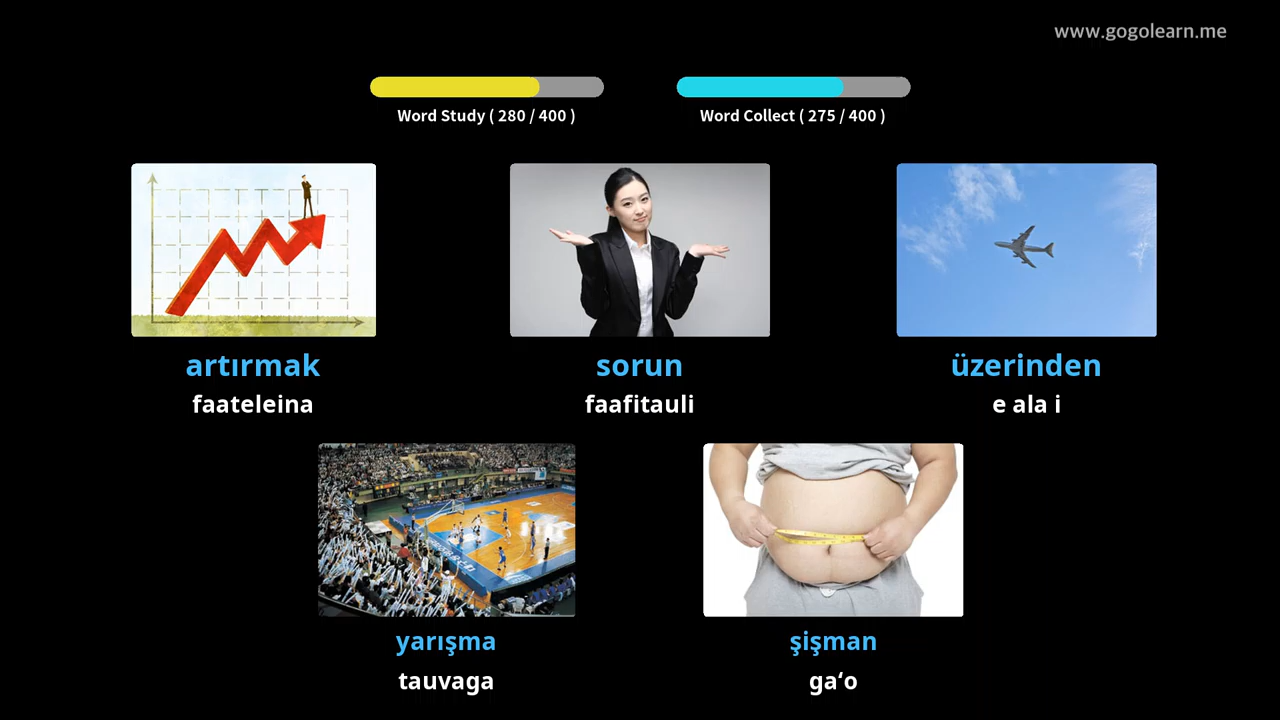 www.gogolearn.me
Word Study ( 280 / 400 )
Word Collect ( 275 / 400 )
artırmak
faateleina
sorun
faafitauli
üzerinden
e ala i
yarışma
tauvaga
şişman
gaʻo